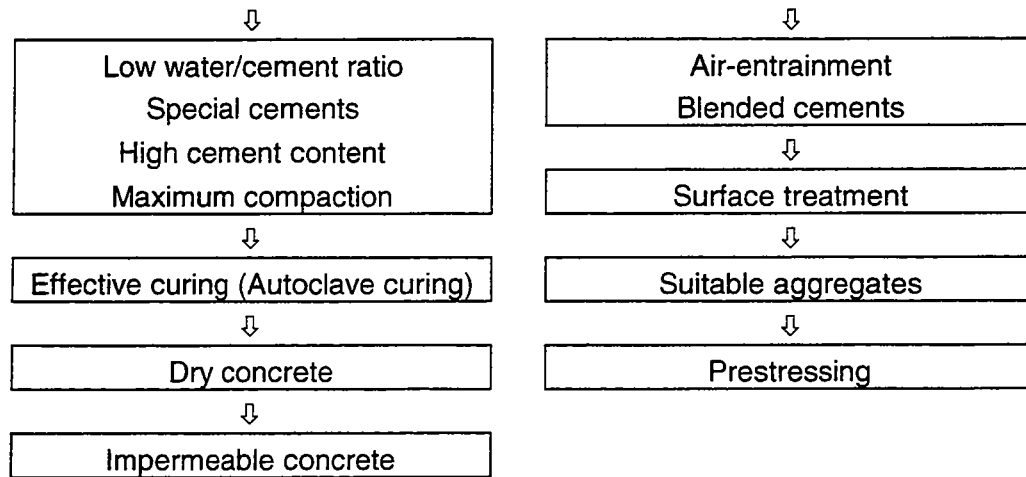 Low water/cement ratio
Special cements
High cement content
Maximum compaction
Effective curing (Autoclave curing)
Dry concrete
Impermeable concrete
Air-entrainment
Blended cements
Surface treatment
Suitable aggregates
Prestressing